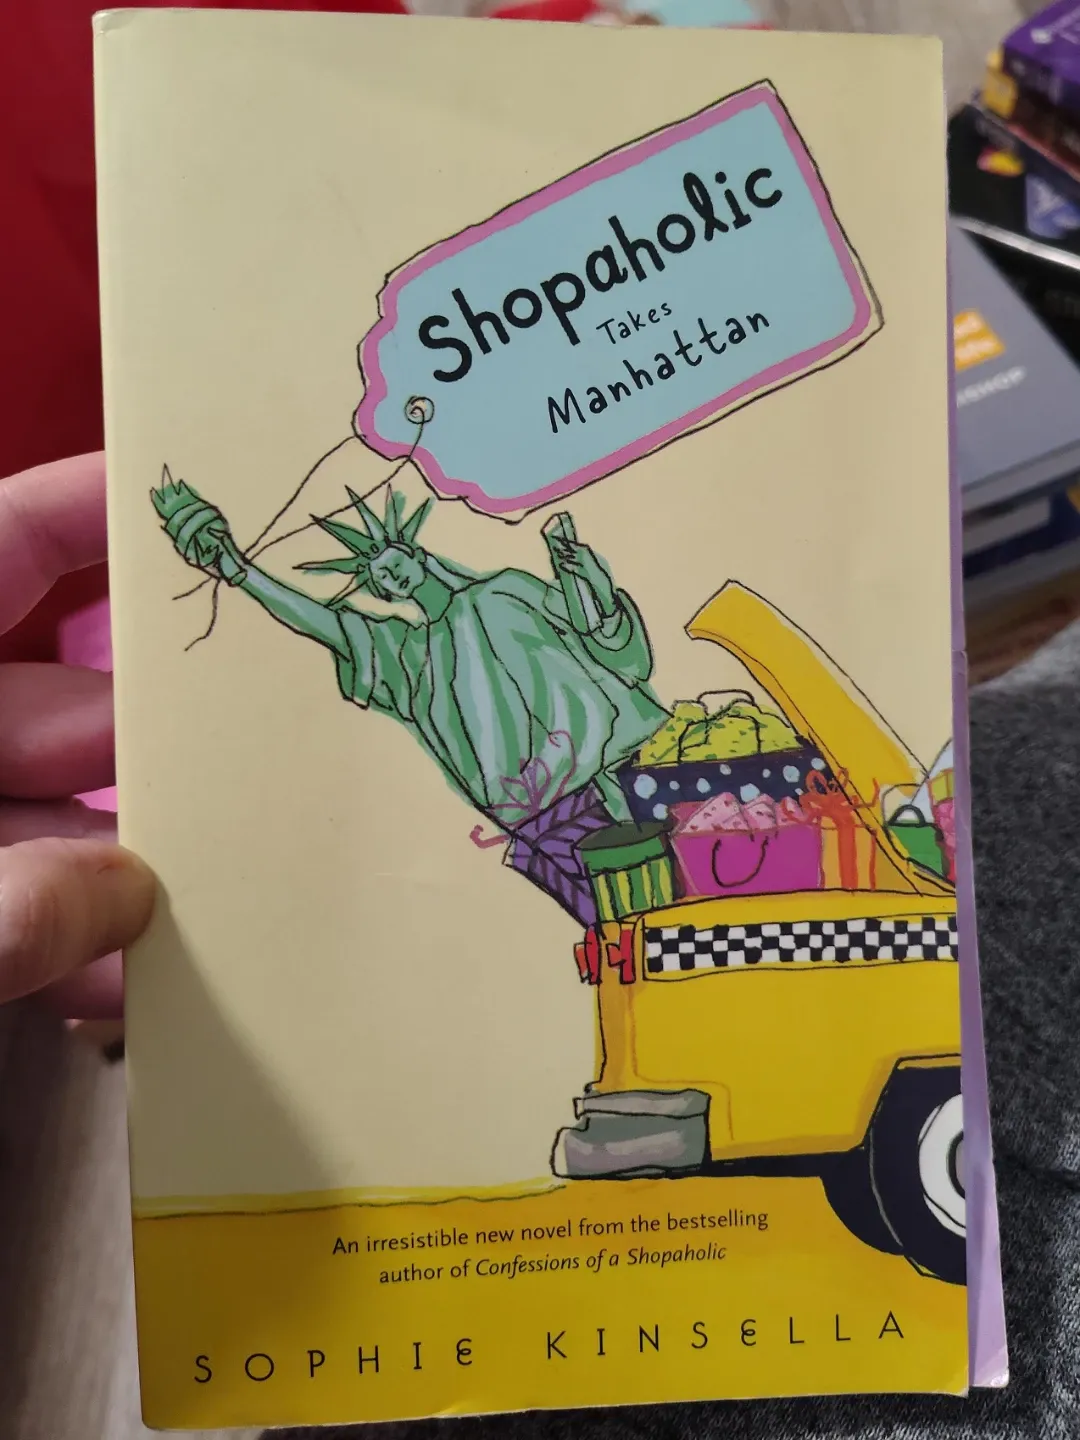 Shopaholic
Takes
Manhattan
An irresistible new novel from the bestselling
author of Confessions of a Shopaholic
SOPHIE KINSELLA